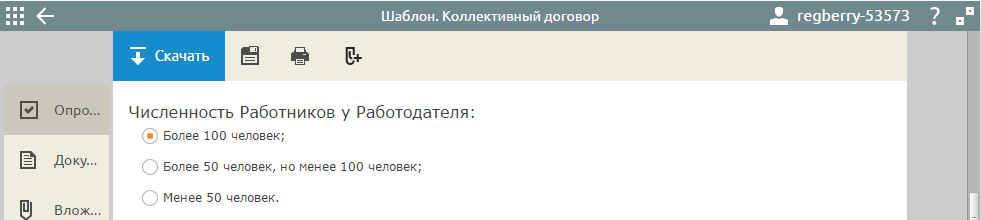 Шаблон. Коллективный договор
regberry-53573 ?
Скачать
Численность Работников у Работодателя:
Опро...
Более 100 человек;
Доку...
Более 50 человек, но менее 100 человек;
Влож...
Менее 50 человек.